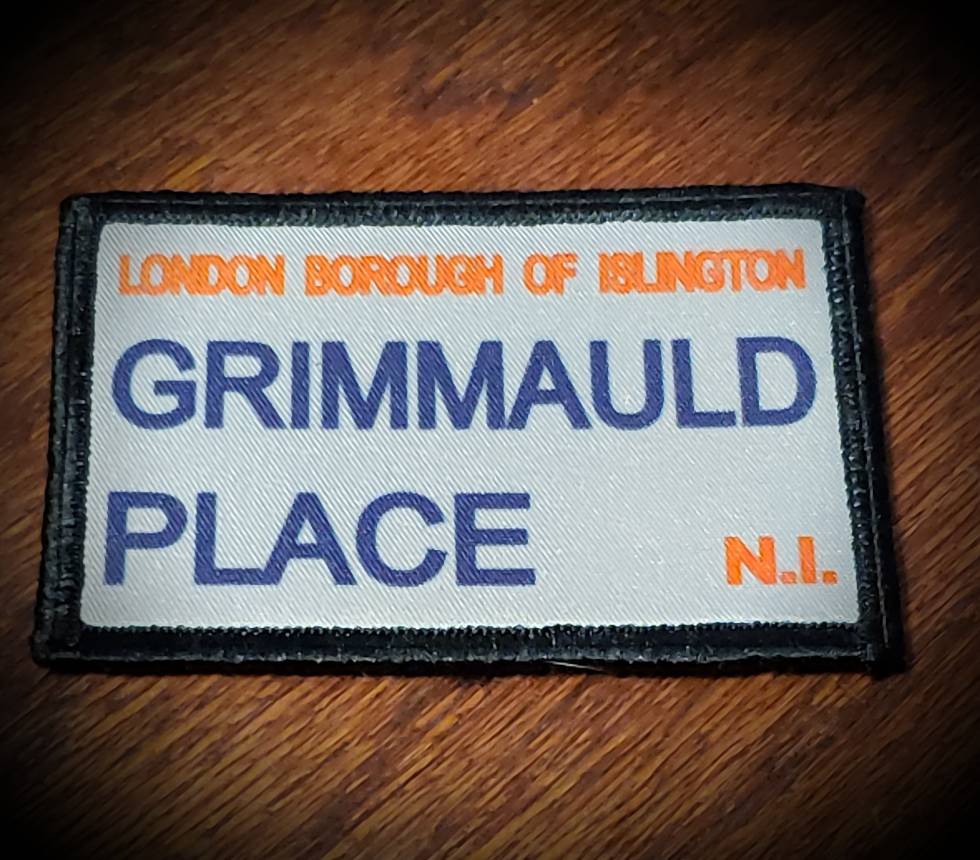 LONDON BOROUGH OF ISLINGTON
GRIMMAULD
PLACE
N.I.